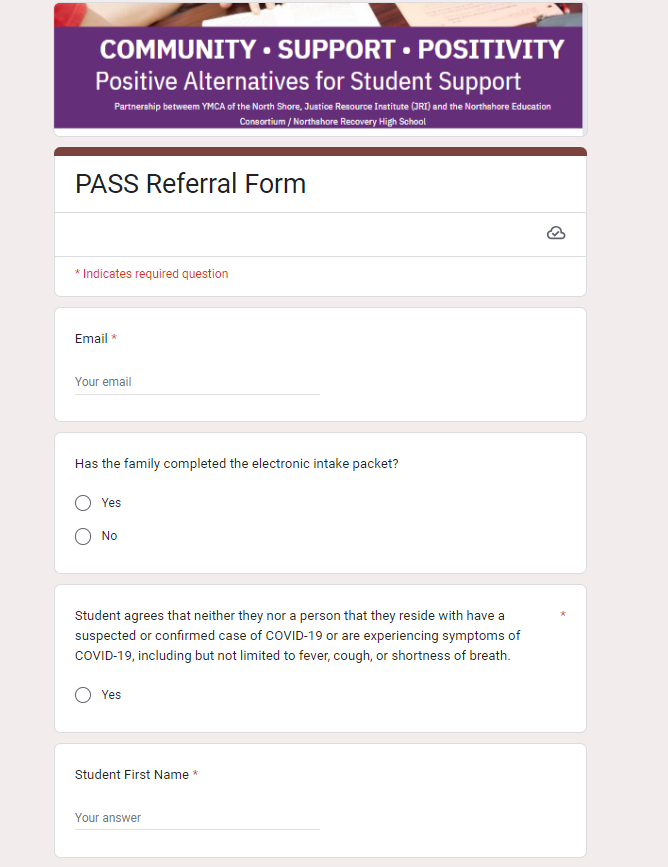 COMMUNITY • SUPPORT • POSITIVITY
Positive Alternatives for Student Support
Partnership betweem YMCA of the North Shore, Justice Resource Institute (JRI) and the Northshore Education
Consortium / Northshore Recovery High School
PASS Referral Form
* Indicates required question
Email *
Your email
Has the family completed the electronic intake packet?
Yes
No
Student agrees that neither they nor a person that they reside with have a *
suspected or confirmed case of COVID-19 or are experiencing symptoms of
COVID-19, including but not limited to fever, cough, or shortness of breath.
Yes
Student First Name *
Your answer